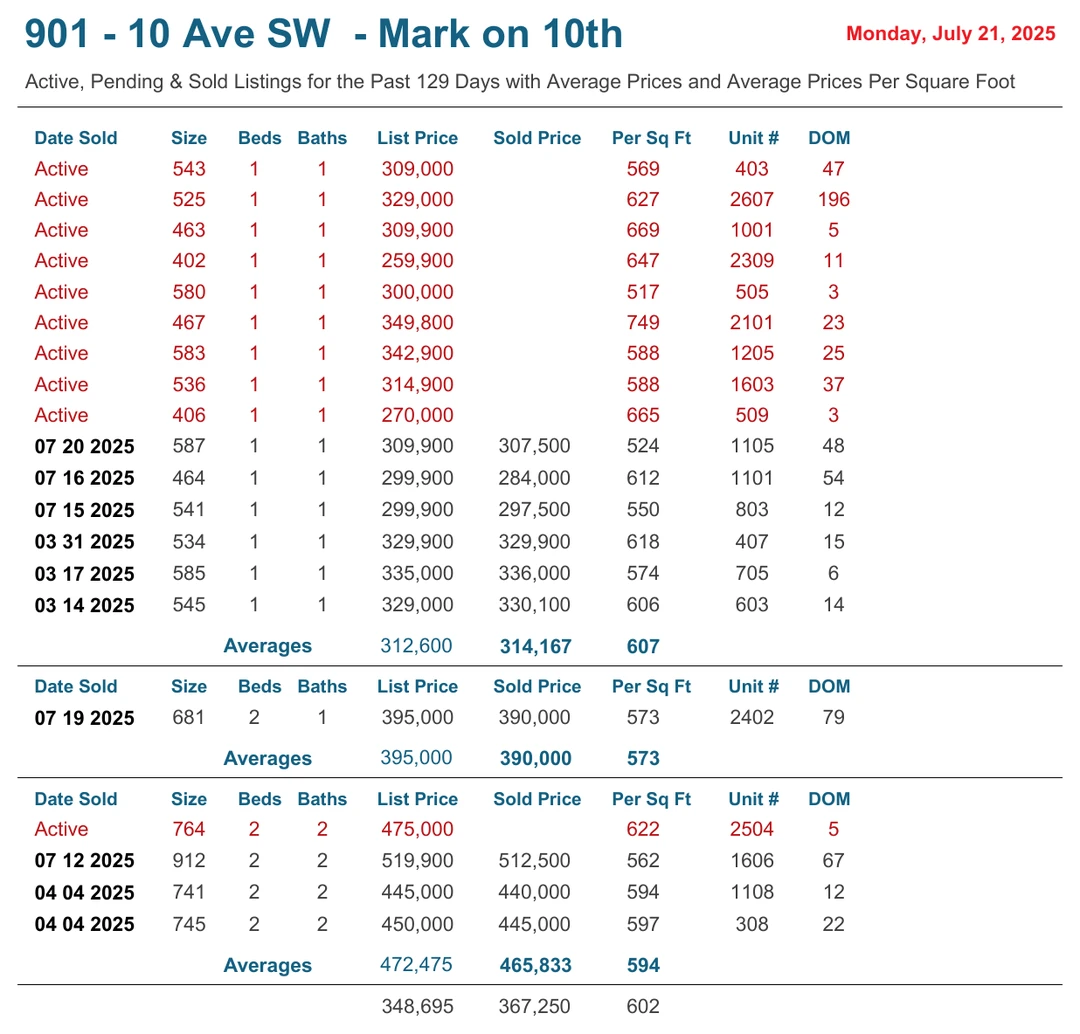 901 - 10 Ave SW - Mark on 10th Monday, July 21, 2025
Active, Pending & Sold Listings for the Past 129 Days with Average Prices and Average Prices Per Square Foot
Date Sold Size Beds Baths List Price Sold Price Per Sq Ft Unit # DOM
Active 543 1 1 309,000 569 403 47
Active 525 1 1 329,000 627 2607 196
Active 463 1 1 309,900 669 1001 5
Active 402 1 1 259,900 647 2309 11
Active 580 1 1 300,000 517 505 3
Active 467 1 1 349,800 749 2101 23
Active 583 1 1 342,900 588 1205 25
Active 536 1 1 314,900 588 1603 37
Active 406 1 1 270,000 665 509 3
07 20 2025 587 1 1 309,900 307,500 524 1105 48
07 16 2025 464 1 1 299,900 284,000 612 1101 54
07 15 2025 541 1 1 299,900 297,500 550 803 12
03 31 2025 534 1 1 329,900 329,900 618 407 15
03 17 2025 585 1 1 335,000 336,000 574 705 6
03 14 2025 545 1 1 329,000 330,100 606 603 14
Averages 312,600 314,167 607
Date Sold Size Beds Baths List Price Sold Price Per Sq Ft Unit # DOM
07 19 2025 681 2 1 395,000 390,000 573 2402 79
Averages 395,000 390,000 573
Date Sold Size Beds Baths List Price Sold Price Per Sq Ft Unit # DOM
Active 764 2 2 475,000 622 2504 5
07 12 2025 912 2 2 519,900 512,500 562 1606 67
04 04 2025 741 2 2 445,000 440,000 594 1108 12
04 04 2025 745 2 2 450,000 445,000 597 308 22
Averages 472,475 465,833 594
348,695 367,250 602